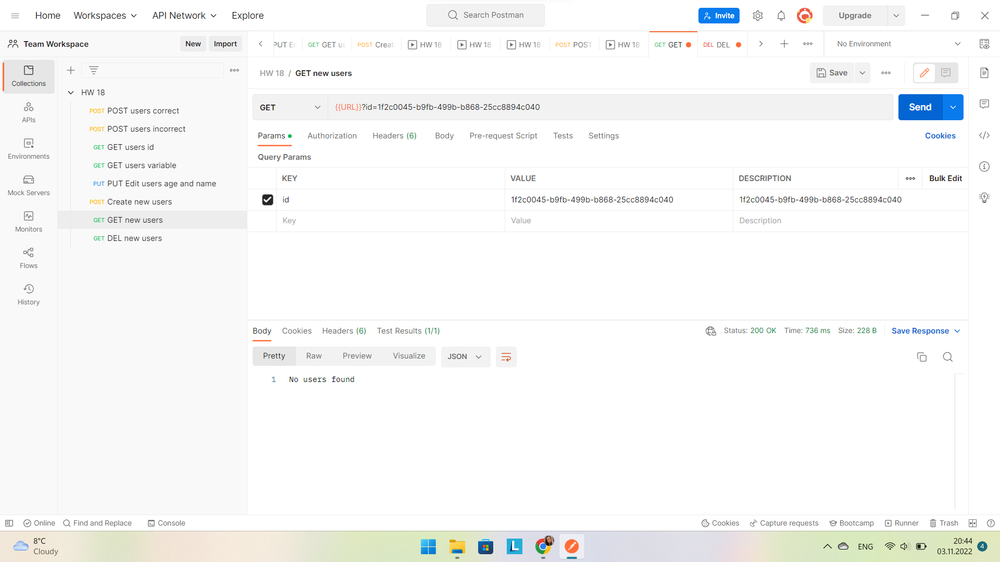 Home Workspaces API Network Explore Search Postman Invite Upgrade
Team Workspace New Import PUT Ec GET GET us POST Creat HW 18 HW 18 HW 18 POST POST HW 18 GET GET DEL DEL No Environment
HW 18 / GET new users Save
GET {{URL}}?id=1f2c0045-b9fb-499b-b868-25cc8894c040 Send
Params Authorization Headers (6) Body Pre-request Script Tests Settings Cookies
Query Params
KEY VALUE DESCRIPTION Bulk Edit
id 1f2c0045-b9fb-499b-b868-25cc8894c040 1f2c0045-b9fb-499b-b868-25cc8894c040
Key Value Description
Collections
APIs
Environments
Mock Servers
Monitors
Flows
History
HW 18
POST POST users correct
POST POST users incorrect
GET GET users id
GET GET users variable
PUT PUT Edit users age and name
POST Create new users
GET GET new users
GET DEL new users
Body Cookies Headers (6) Test Results (1/1) Status: 200 OK Time: 736 ms Size: 228 B Save Response
Pretty Raw Preview Visualize JSON
1 No users found
Online Find and Replace Console Cookies Capture requests Bootcamp Runner Trash
8°C
Cloudy
L
ENG
20:44
03.11.2022
4